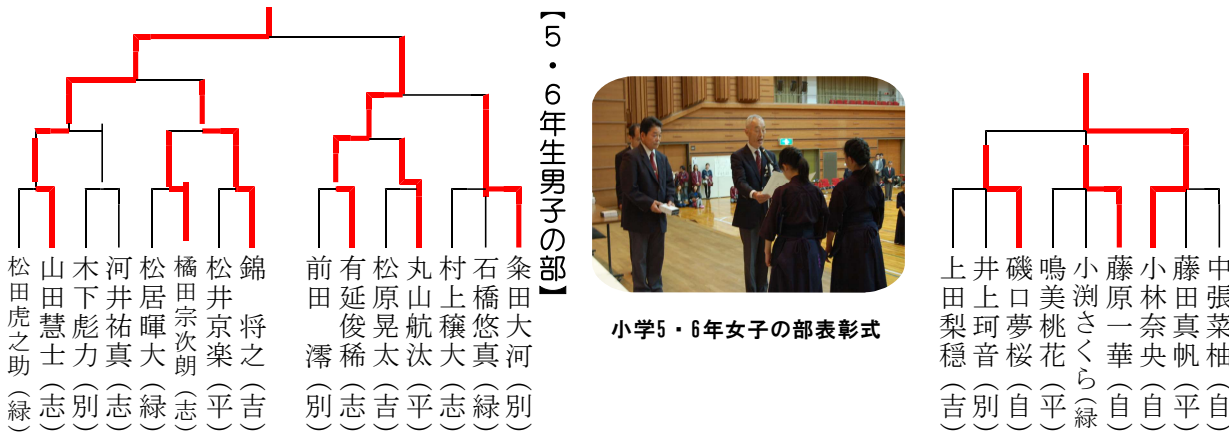 【5・6年生男子の部】
松田虎之助(緑)
山田慧士(志)
木下彪力(別)
河井祐真(志)
松居暉大(緑)
橘田宗次朗(志
松井京楽(平)
錦 将之(吉)
前田 澪(別)
有延俊稀(志)
松原晃太(吉)
丸山航汰(平)
村上穣大(志)
石橋悠真(緑)
粂田大河(別)
小学5・6年女子の部表彰式
上田梨穏(吉)
井上珂音(別)
磯口夢桜(自)
鳴美桃花(平)
小渕さくら(緑
藤原一華(自)
小林奈央(自)
藤田真帆(平)
中張菜柚(自)